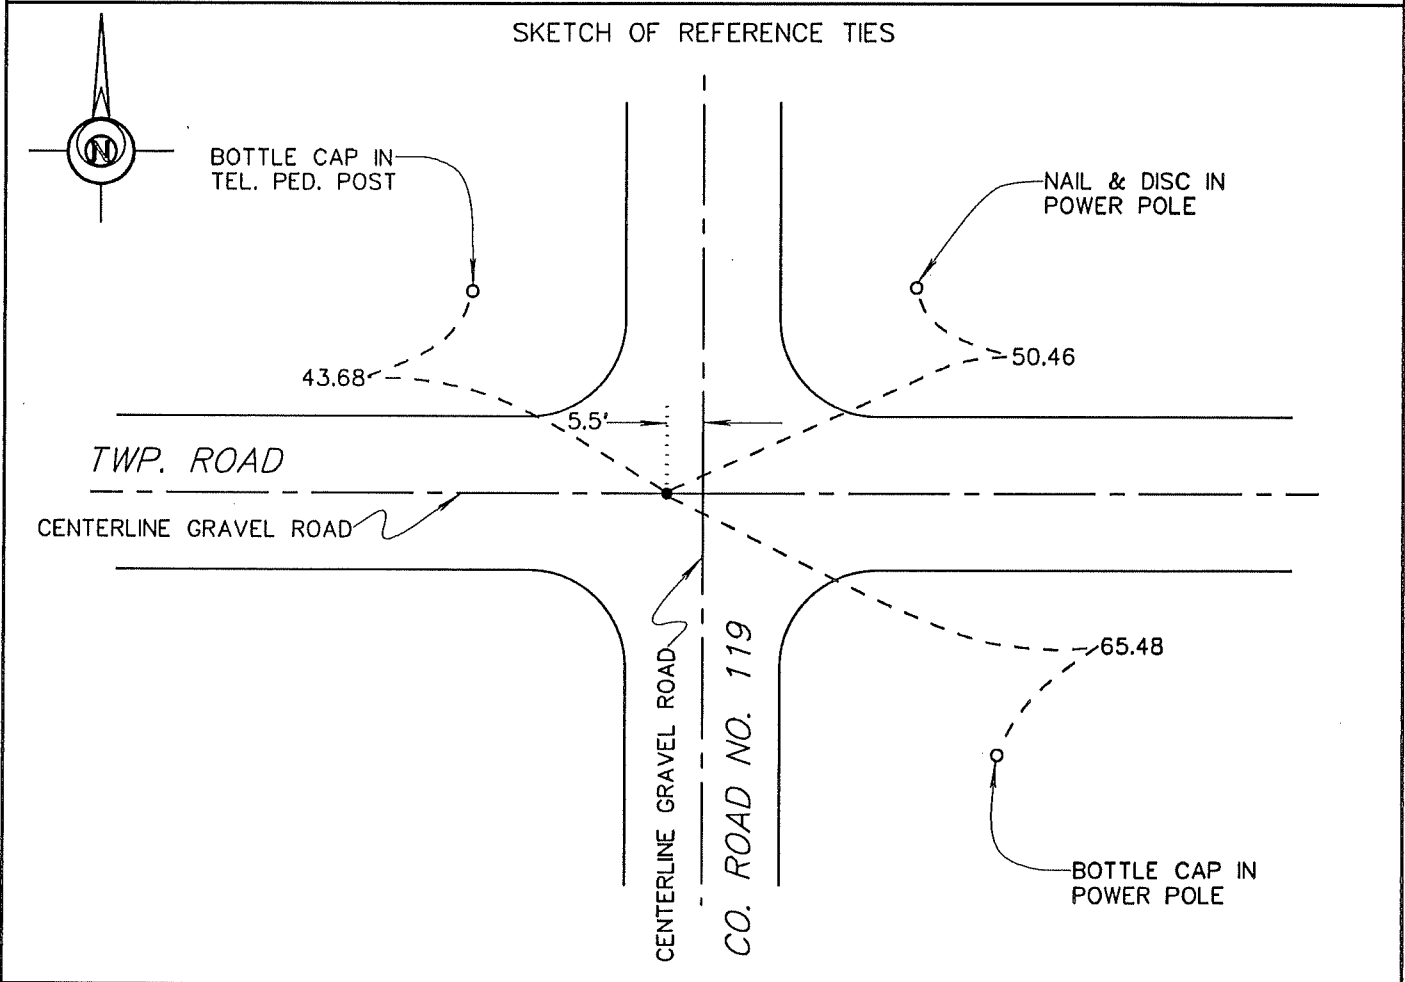 SKETCH OF REFERENCE TIES
N
BOTTLE CAP IN
TEL. PED. POST
NAIL & DISC IN
POWER POLE
43.68
50.46
5.5'
TWP. ROAD
CENTERLINE GRAVEL ROAD
CENTERLINE GRAVEL ROAD
CO. ROAD NO. 119
65.48
BOTTLE CAP IN
POWER POLE